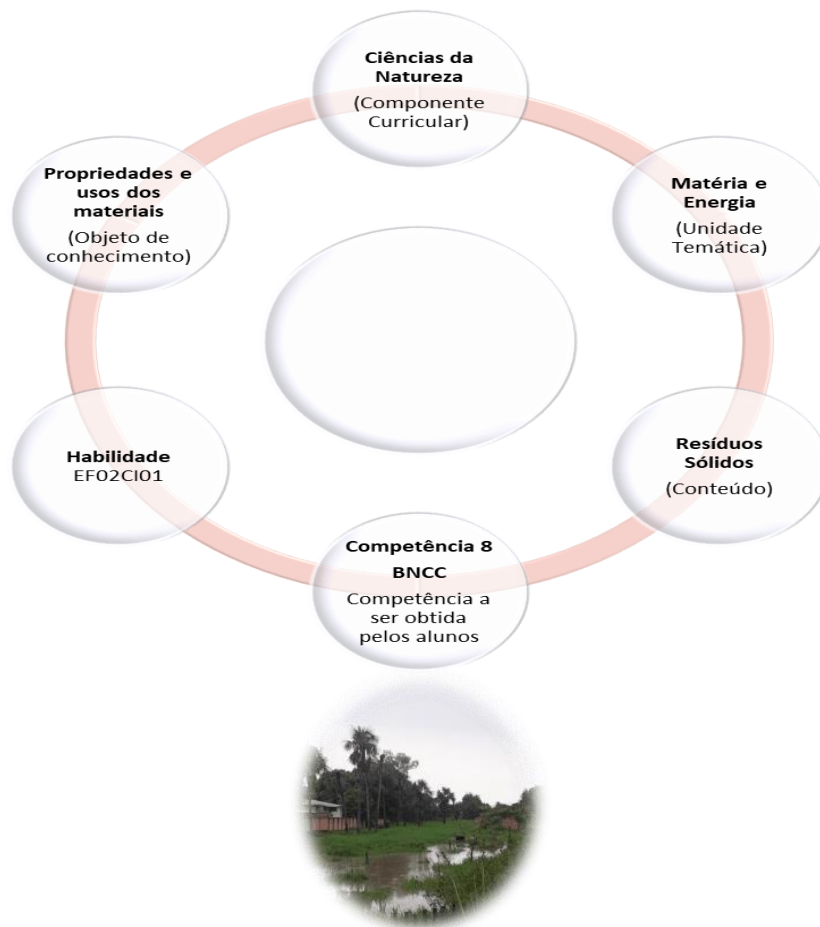 Ciências da
Natureza
(Componente
Curricular)
Matéria e
Energia
(Unidade
Temática)
Resíduos
Sólidos
(Conteúdo)
Competência 8
BNCC
Competência a
ser obtida
pelos alunos
Habilidade
EF02CI01
Propriedades e
usos dos
materiais
(Objeto de
conhecimento)